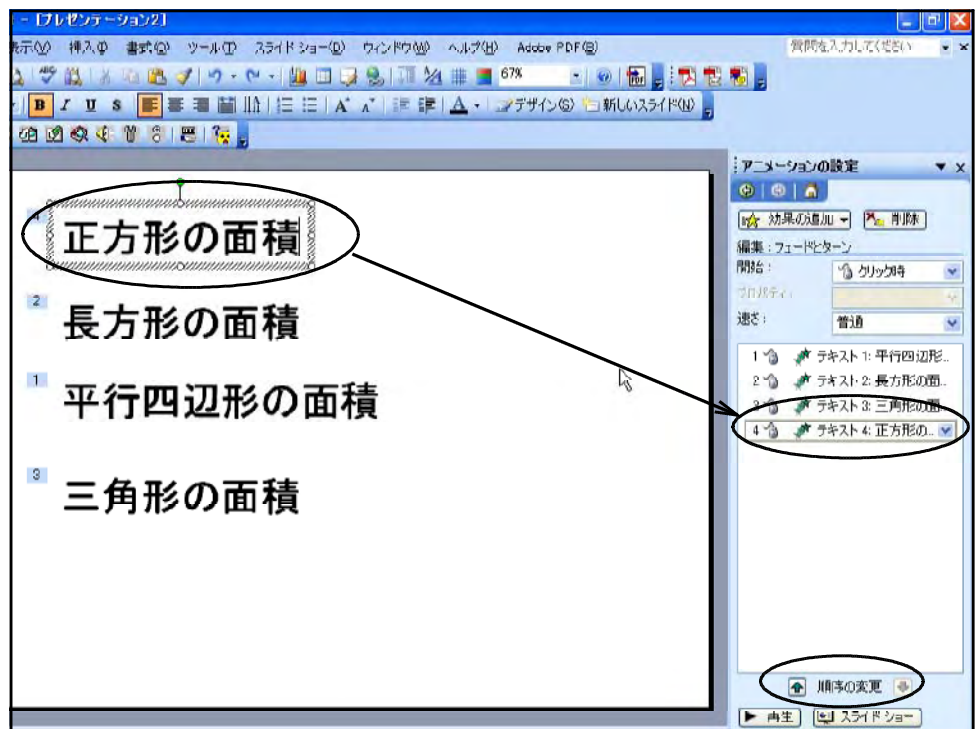 - [プレゼンテーション2]
表示(V) 挿入(I) 書式(O) ツール(T) スライド ショー(D) ウィンドウ(W) ヘルプ(H) Adobe PDF(B) 質問を入力してください
67%
B I U S デザイン(S) 新しいスライド(N)
アニメーションの設定
効果の追加 削除
編集:フェードとターン
開始: クリック時
プロパティ:
速さ: 普通
1 テキスト 1: 平行四辺形..
2 テキスト 2: 長方形の面..
3 テキスト 3: 三角形の面..
4 テキスト 4: 正方形の..
順序の変更
再生 スライド ショー
4
正方形の面積
2
長方形の面積
1
平行四辺形の面積
3
三角形の面積